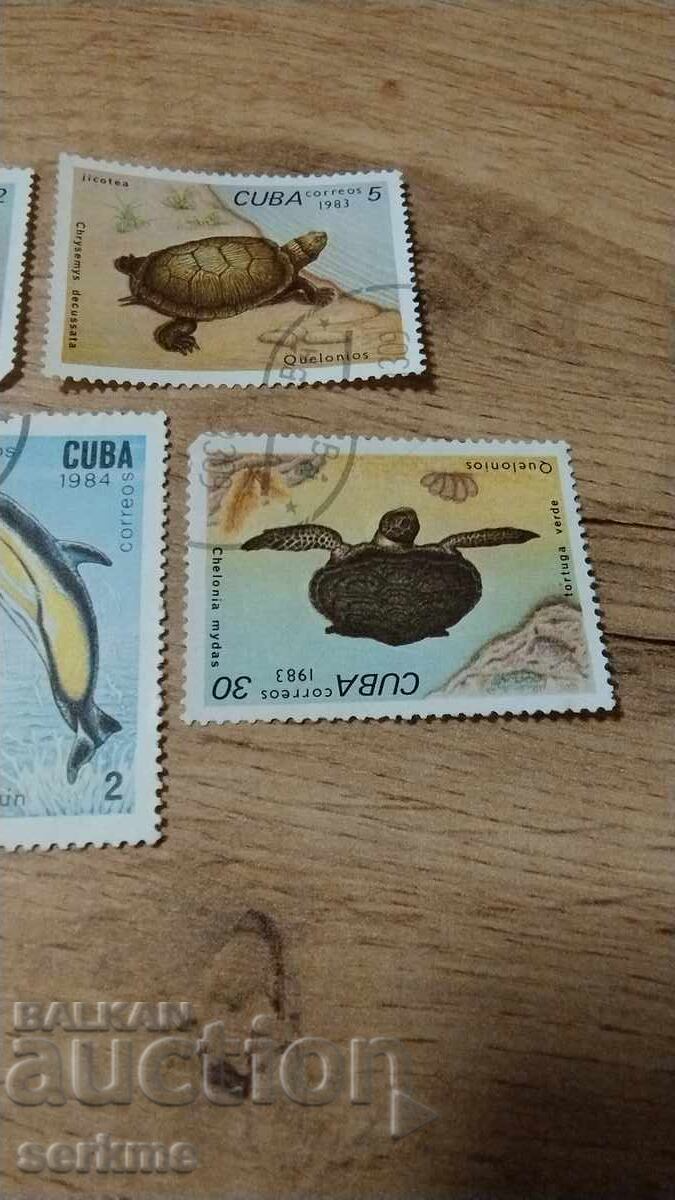 2
jicotea
CUBA correos 5
1983
Chrysemys decussata
Quelonios
CUBA
1984
correos
2
Quelonios
tortuga verde
Chelonia mydas
CUBA correos 30
1983
BALKAN
auction
serkme